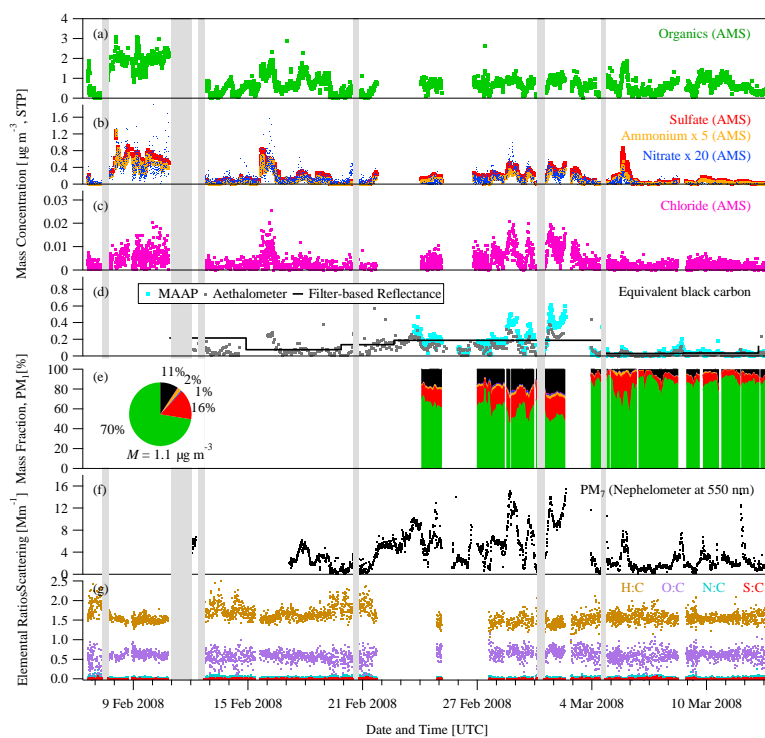 4
3
2
1
0
(a)
Organics (AMS)
Mass Concentration [µg m-3, STP]
1.6
1.2
0.8
0.4
0
(b)
Sulfate (AMS)
Ammonium x 5 (AMS)
Nitrate x 20 (AMS)
0.03
0.02
0.01
0
(c)
Chloride (AMS)
0.8
0.6
0.4
0.2
0
(d)
MAAP
Aethalometer
Filter-based Reflectance
Equivalent black carbon
Mass Fraction, PM1[%]
100
80
60
40
20
0
(e)
11%
2%
1%
16%
70%
M = 1.1 µg m-3
Scattering [Mm-1]
16
12
8
4
0
(f)
PM7 (Nephelometer at 550 nm)
Elemental Ratios
2.5
2.0
1.5
1.0
0.5
0.0
(g)
H:C
O:C
N:C
S:C
9 Feb 2008
15 Feb 2008
21 Feb 2008
27 Feb 2008
4 Mar 2008
10 Mar 2008
Date and Time [UTC]